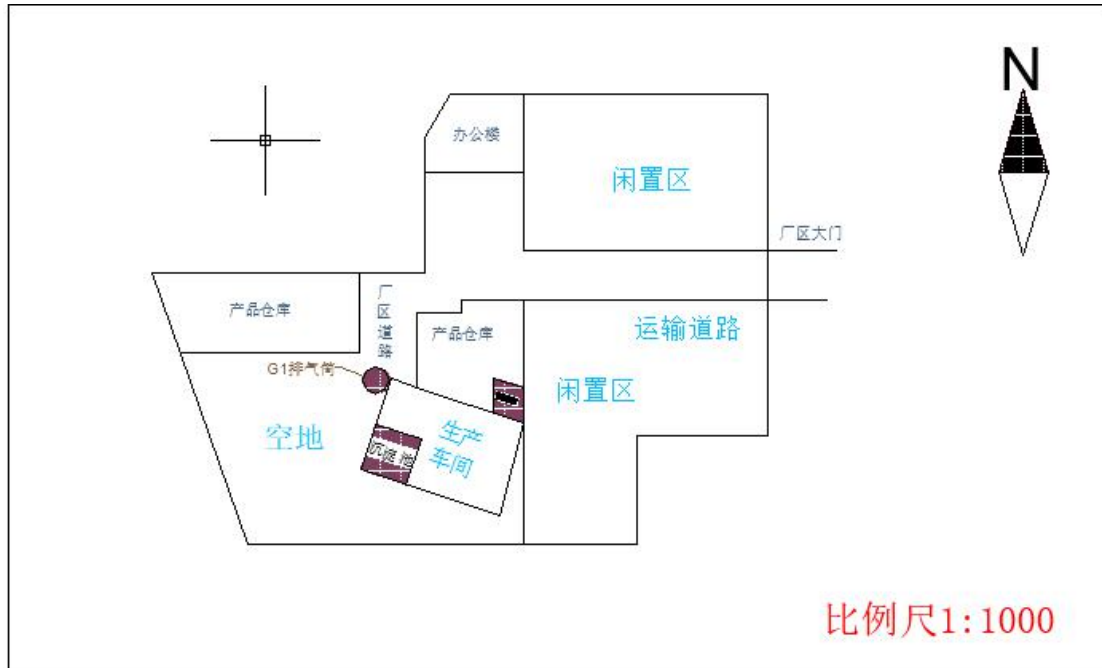 N
办公楼
闲置区
厂区大门
产品仓库
厂区道路
产品仓库
运输道路
G1排气筒
闲置区
空地
生产
车间
沉淀池
比例尺1:1000